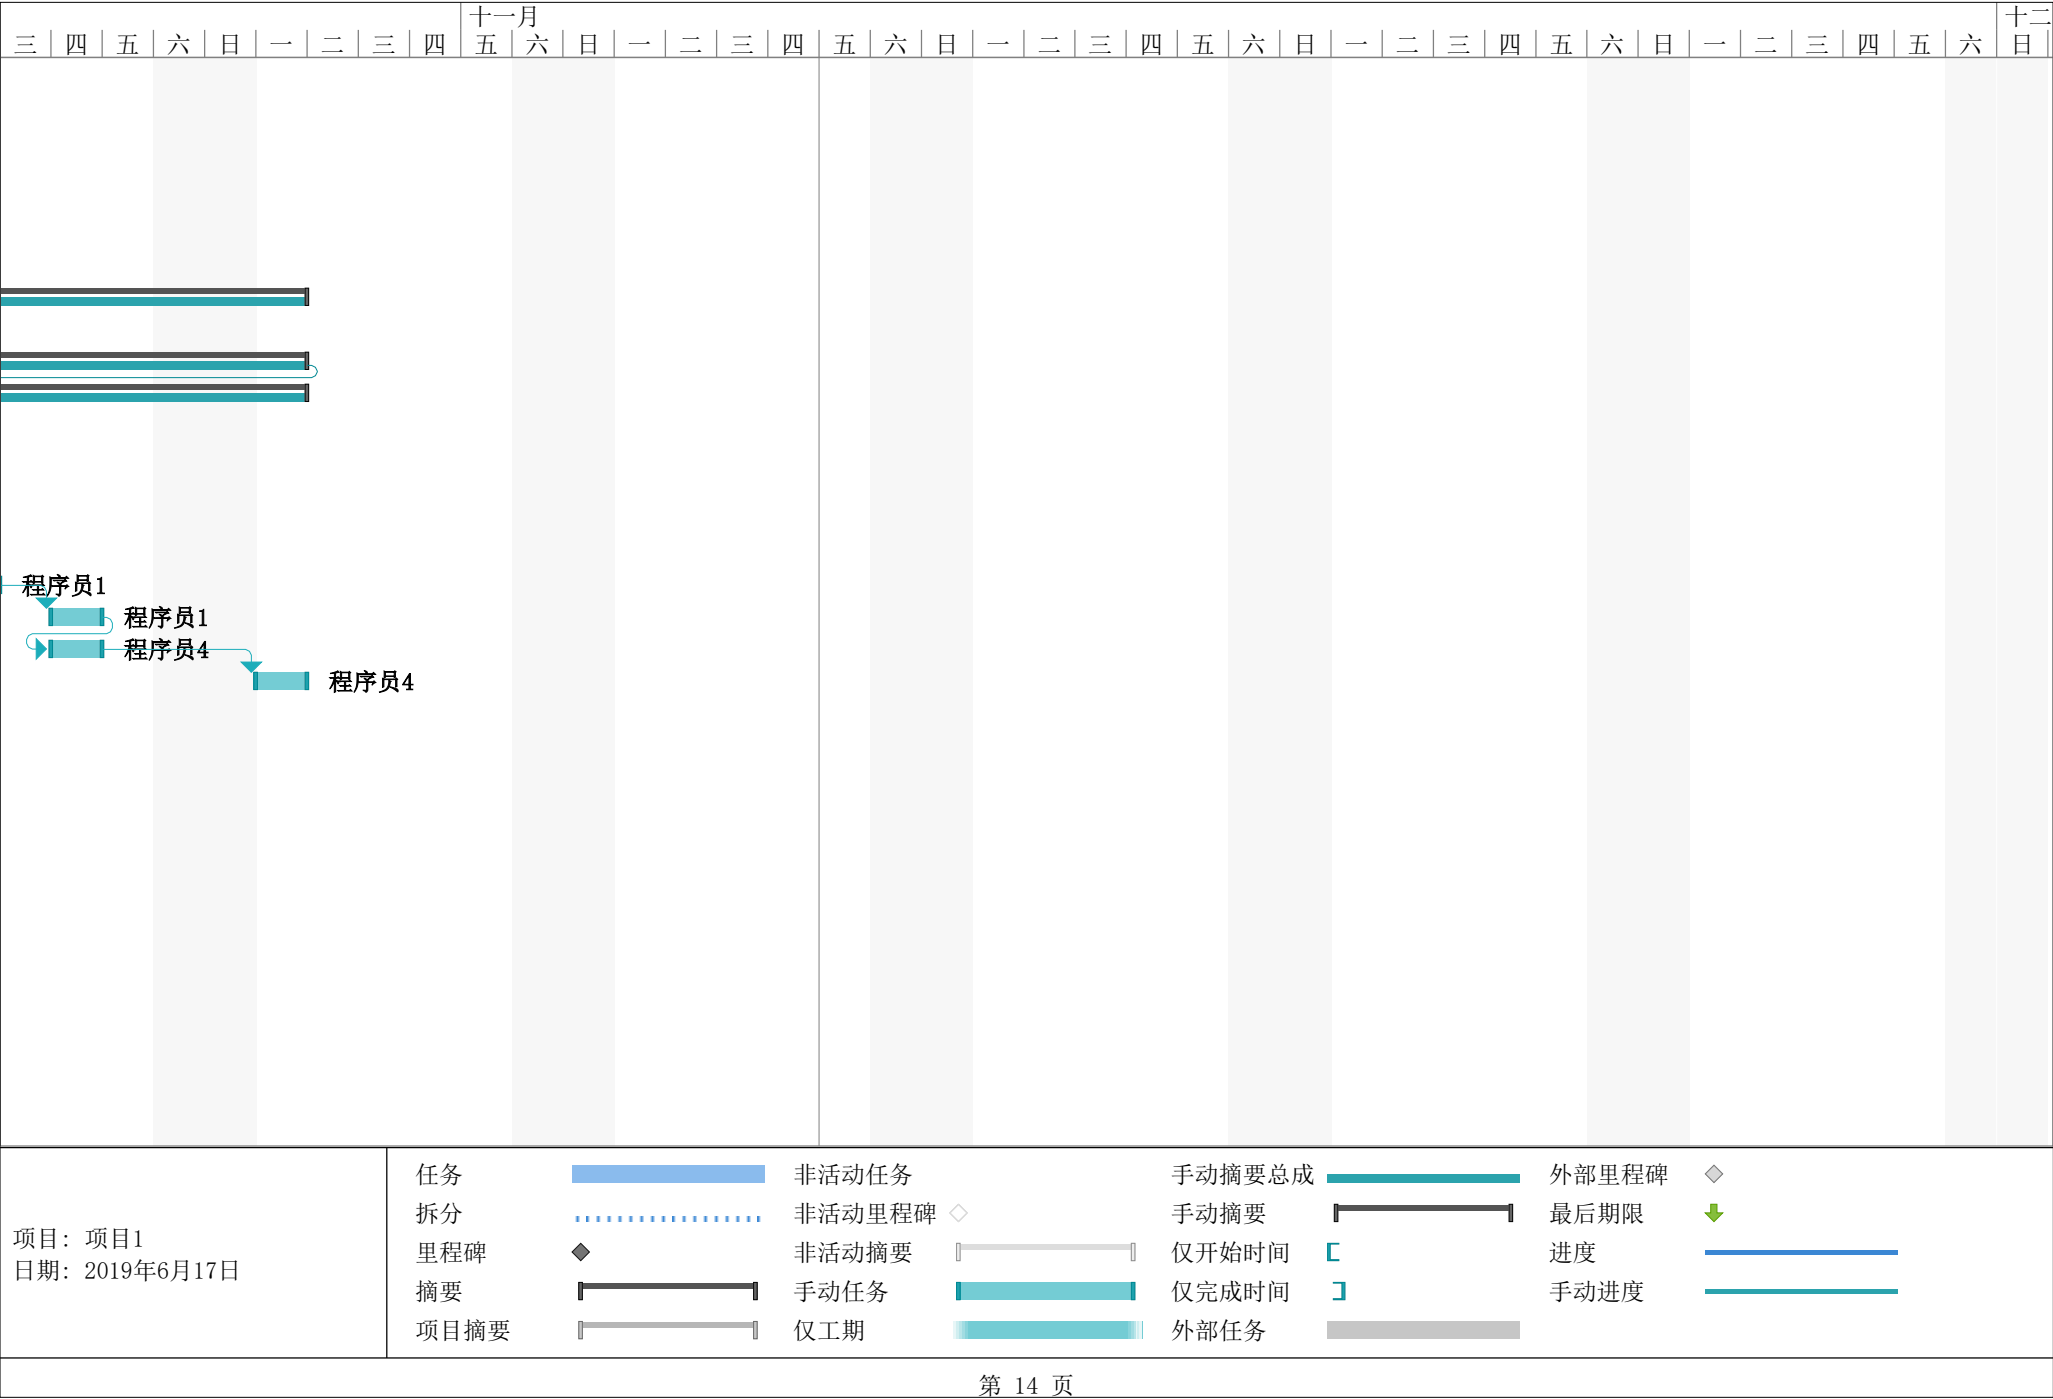 十一月 十二
三 四 五 六 日 一 二 三 四 五 六 日 一 二 三 四 五 六 日 一 二 三 四 五 六 日 一 二 三 四 五 六 日 一 二 三 四 五 六 日
程序员1
程序员1
程序员4
程序员4
项目: 项目1
日期: 2019年6月17日
任务 非活动任务 手动摘要总成 外部里程碑
拆分 非活动里程碑 手动摘要 最后期限
里程碑 非活动摘要 仅开始时间 进度
摘要 手动任务 仅完成时间 手动进度
项目摘要 仅工期 外部任务
第 14 页